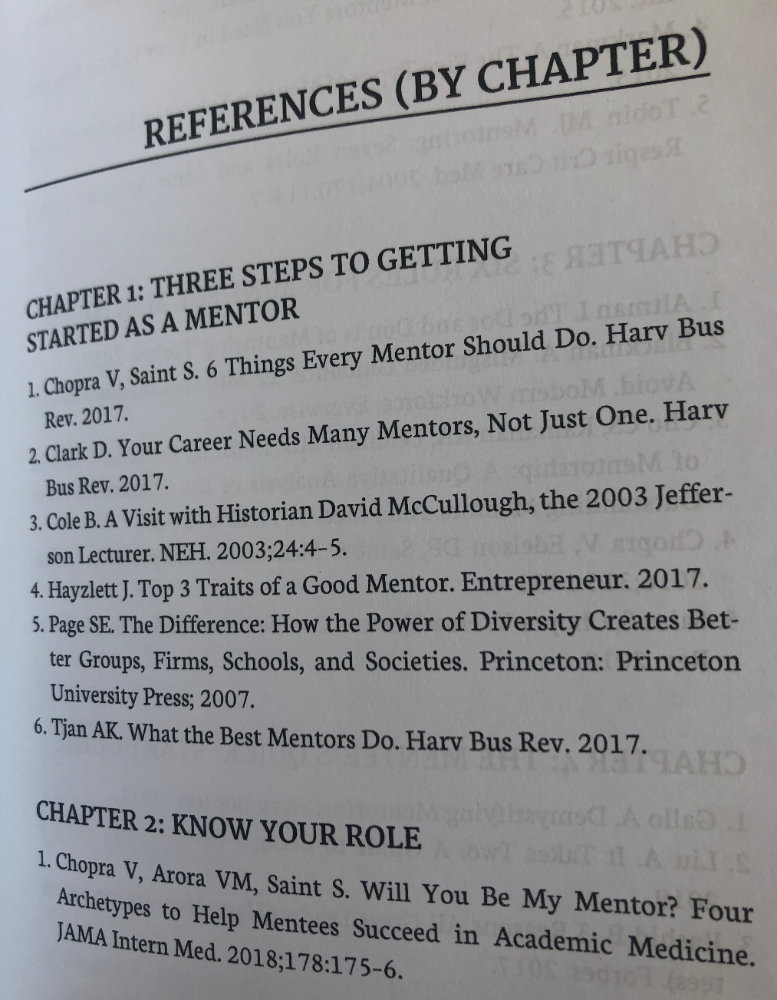 REFERENCES (BY CHAPTER)
CHAPTER 1: THREE STEPS TO GETTING
STARTED AS A MENTOR
1. Chopra V, Saint S. 6 Things Every Mentor Should Do. Harv Bus
Rev. 2017.
2. Clark D. Your Career Needs Many Mentors, Not Just One. Harv
Bus Rev. 2017.
3. Cole B. A Visit with Historian David McCullough, the 2003 Jeffer-
son Lecturer. NEH. 2003;24:4–5.
4. Hayzlett J. Top 3 Traits of a Good Mentor. Entrepreneur. 2017.
5. Page SE. The Difference: How the Power of Diversity Creates Bet-
ter Groups, Firms, Schools, and Societies. Princeton: Princeton
University Press; 2007.
6. Tjan AK. What the Best Mentors Do. Harv Bus Rev. 2017.
CHAPTER 2: KNOW YOUR ROLE
1. Chopra V, Arora VM, Saint S. Will You Be My Mentor? Four
Archetypes to Help Mentees Succeed in Academic Medicine.
JAMA Intern Med. 2018;178:175–6.